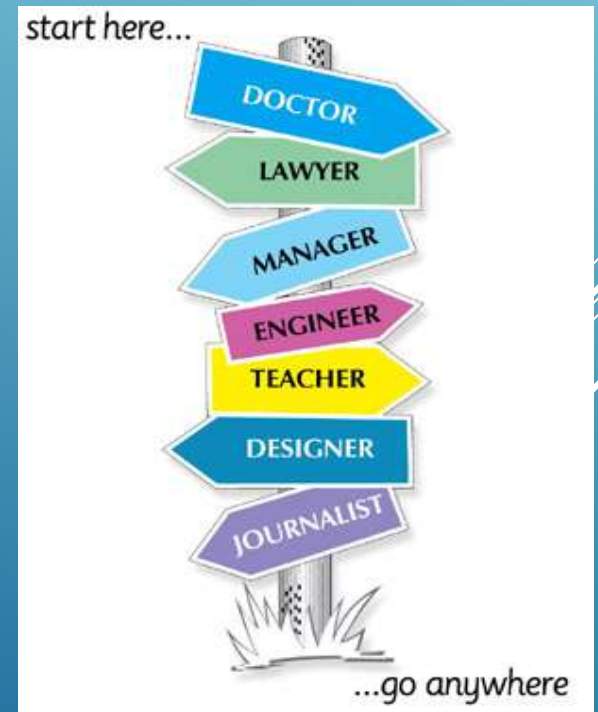 start here...
DOCTOR
LAWYER
MANAGER
ENGINEER
TEACHER
DESIGNER
JOURNALIST
...go anywhere